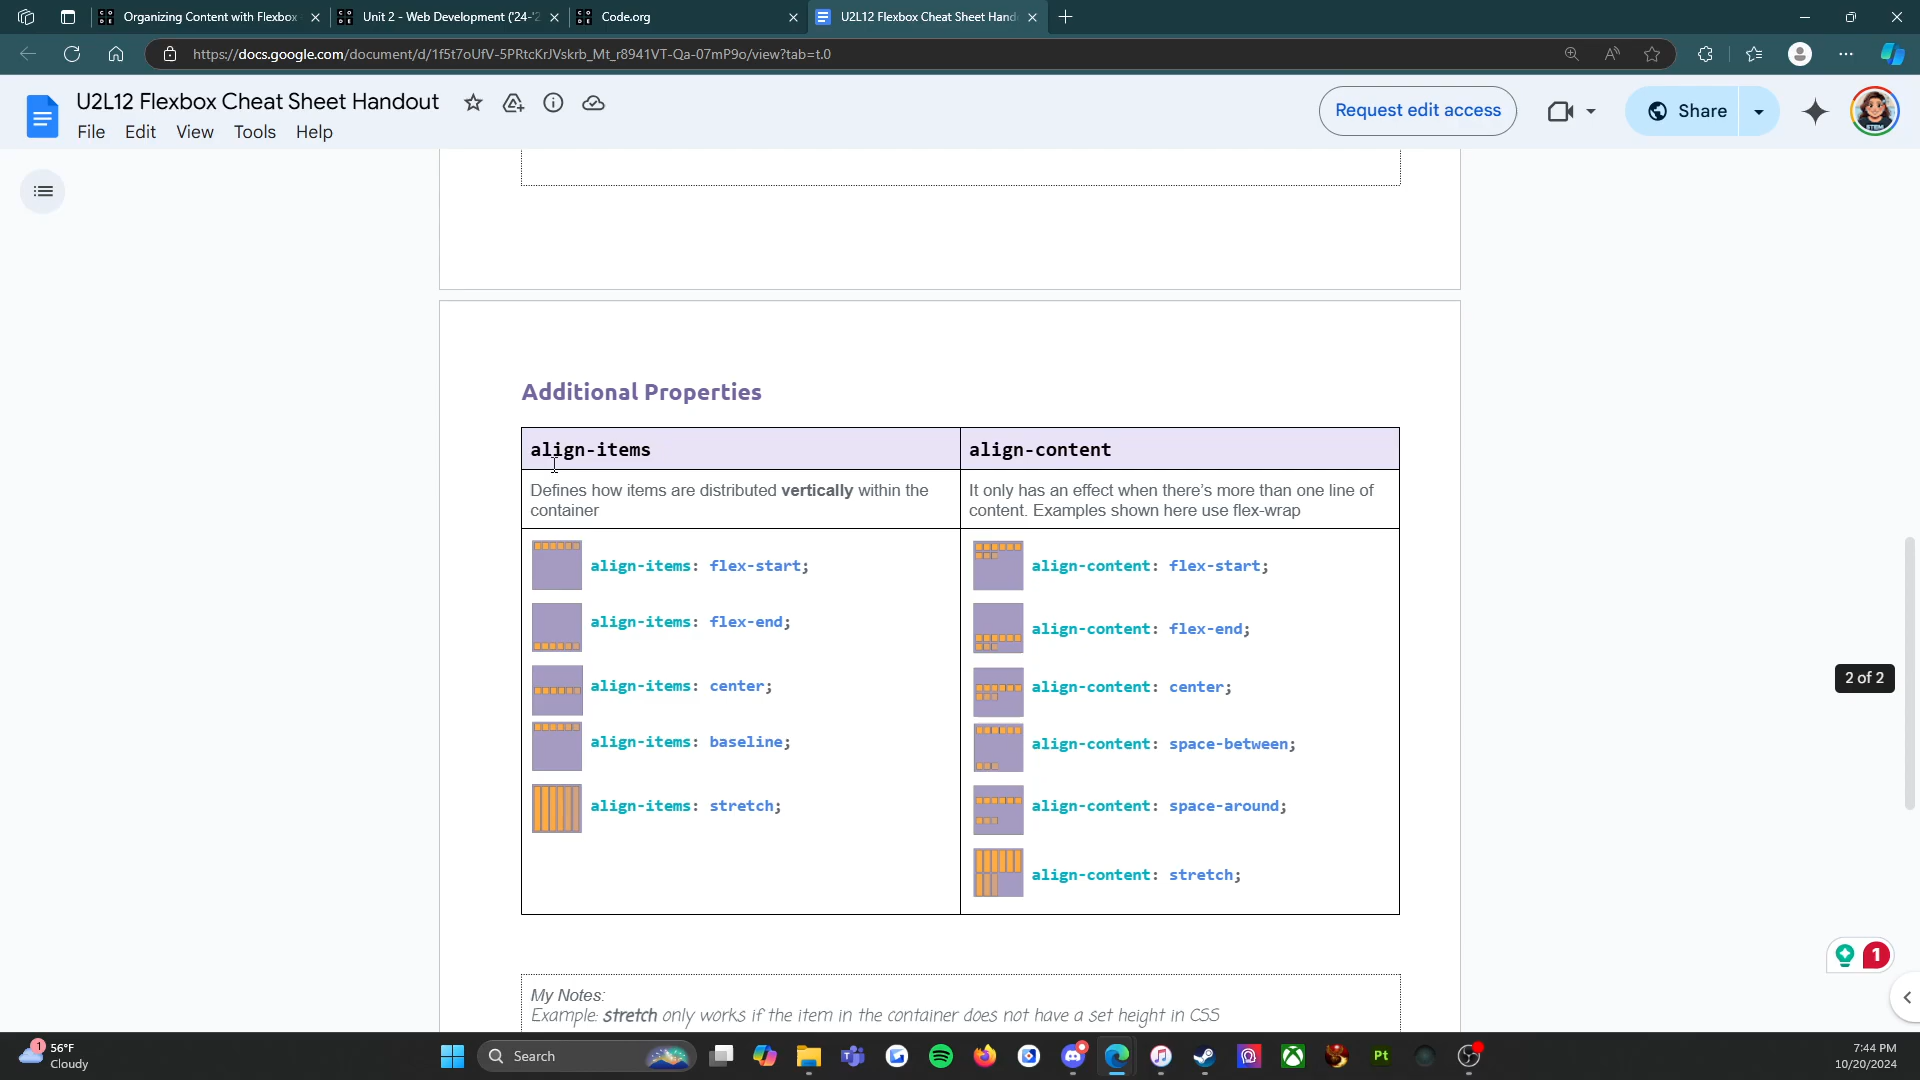 Organizing Content with Flexbox
Unit 2 - Web Development ('24-'2
Code.org
U2L12 Flexbox Cheat Sheet Hand
https://docs.google.com/document/d/1f5t7oUfV-5PRtcKrJVskrb_Mt_r8941VT-Qa-07mP9o/view?tab=t.0
U2L12 Flexbox Cheat Sheet Handout
Request edit access
Share
File Edit View Tools Help
Additional Properties
align-items
align-content
Defines how items are distributed vertically within the
container
It only has an effect when there's more than one line of
content. Examples shown here use flex-wrap
align-items: flex-start;
align-items: flex-end;
align-items: center;
align-items: baseline;
align-items: stretch;
align-content: flex-start;
align-content: flex-end;
align-content: center;
align-content: space-between;
align-content: space-around;
align-content: stretch;
2 of 2
1
My Notes:
Example: stretch only works if the item in the container does not have a set height in CSS
1
56°F
Cloudy
Search
Pt
7:44 PM
10/20/2024